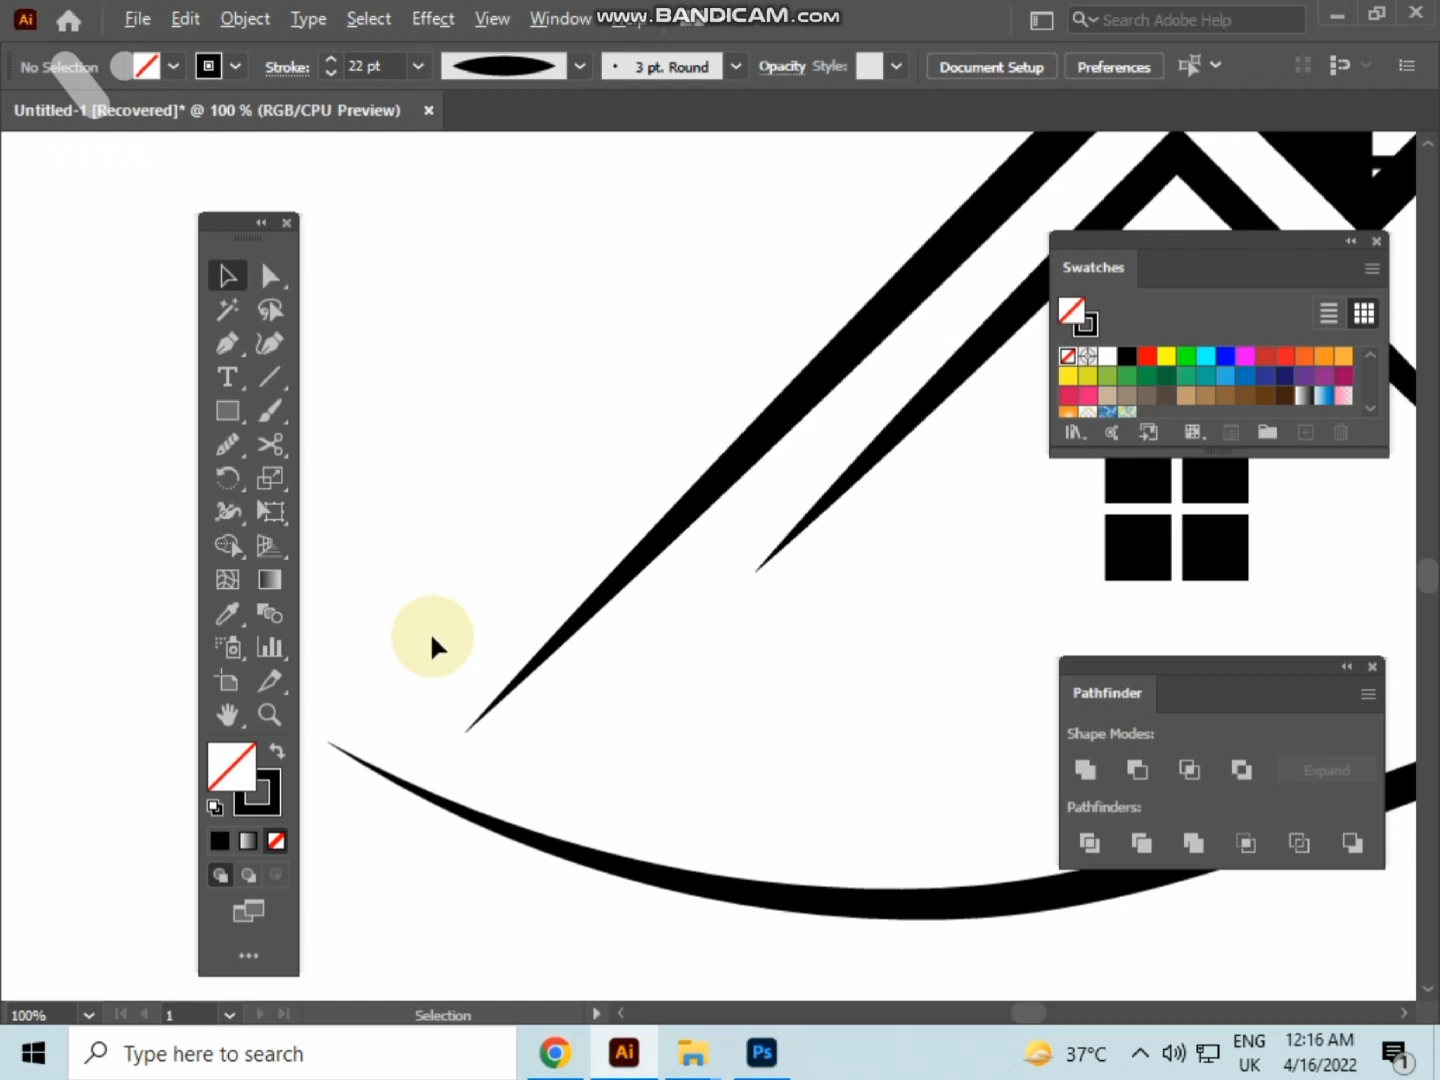 Ai File Edit Object Type Select Effect View Window www.BANDICAM.com Search Adobe Help
No Selection Stroke: 22 pt 3 pt. Round Opacity Style: Document Setup Preferences
Untitled-1 [Recovered]* @ 100 % (RGB/CPU Preview)
Swatches
Pathfinder
Shape Modes:
Expand
Pathfinders:
100% 1 Selection
Type here to search Ai Ps 37°C ENG UK 12:16 AM 4/16/2022 1